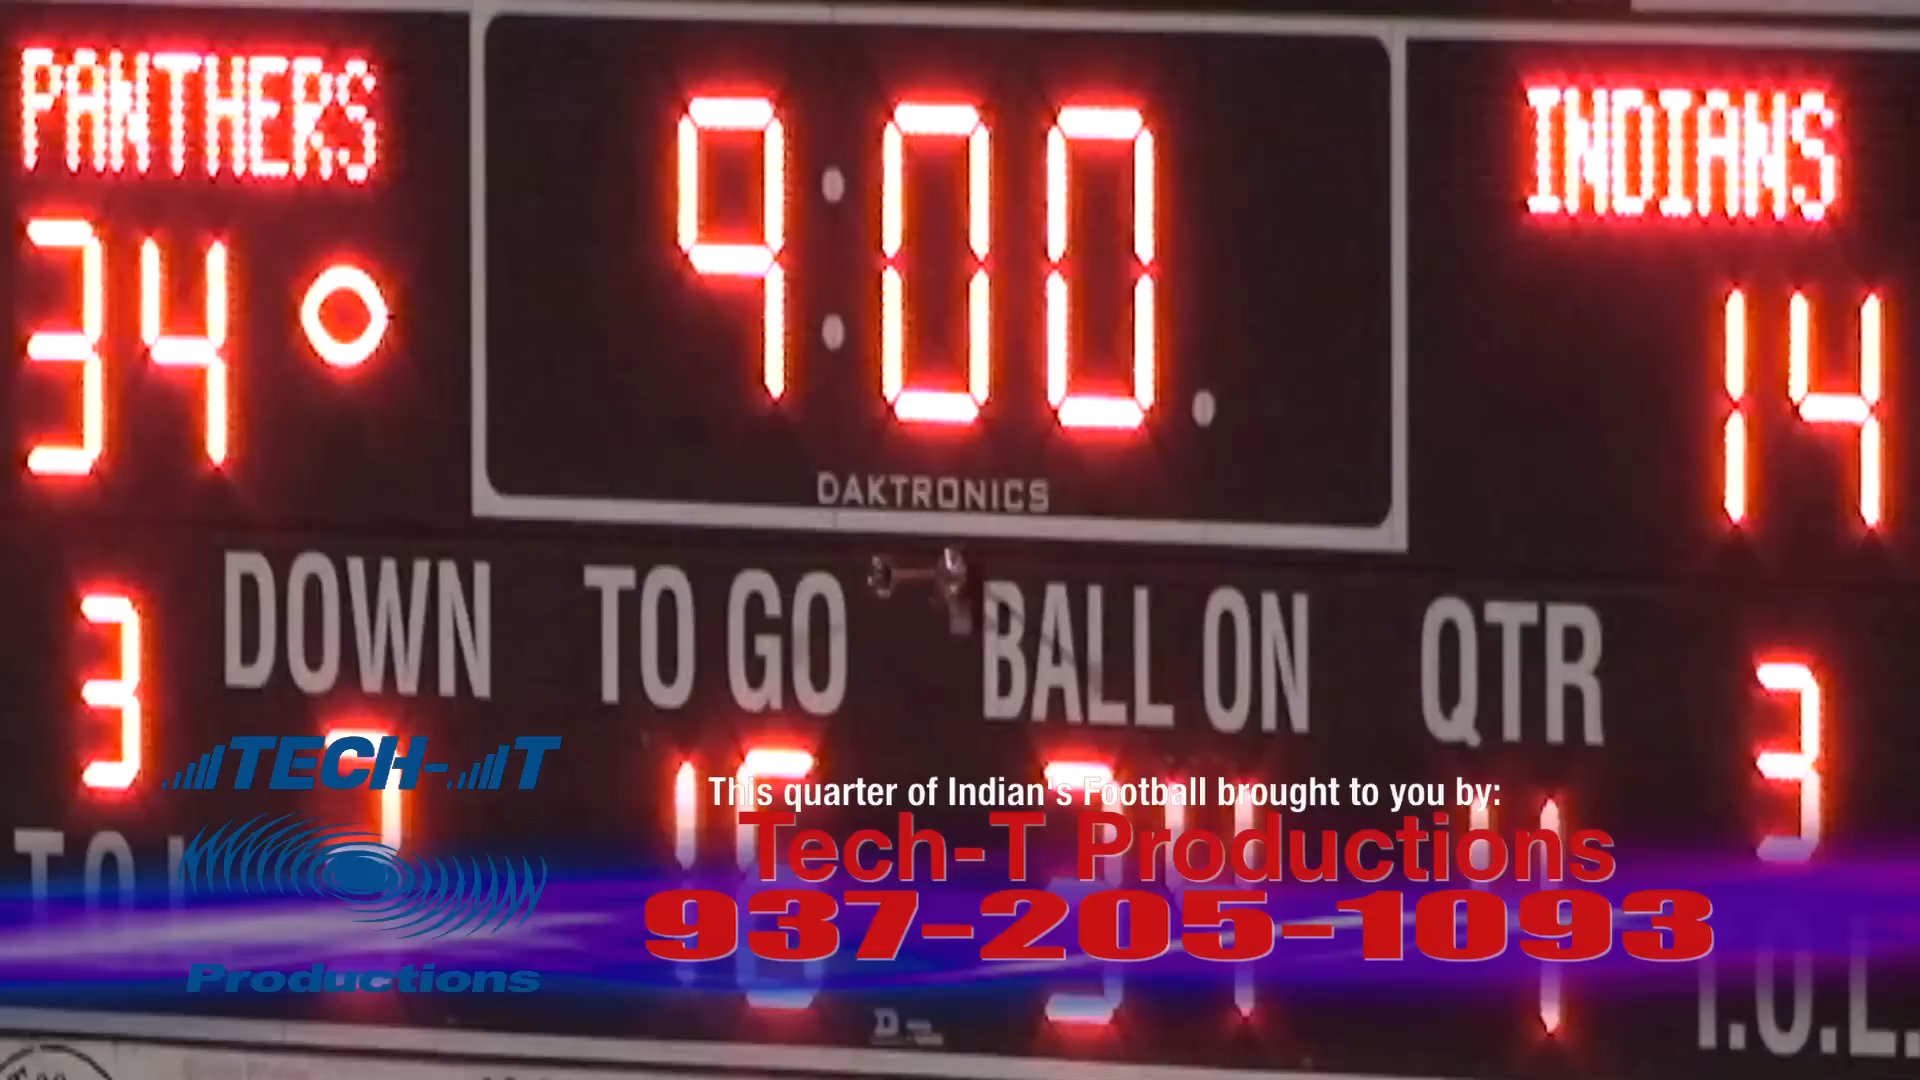 PANTHERS
9:00
INDIANS
34
14
DAKTRONICS
DOWN TO GO BALL ON QTR
3
3
TECH-T
Productions
This quarter of Indian's Football brought to you by:
Tech-T Productions
937-205-1093
T.O.L.